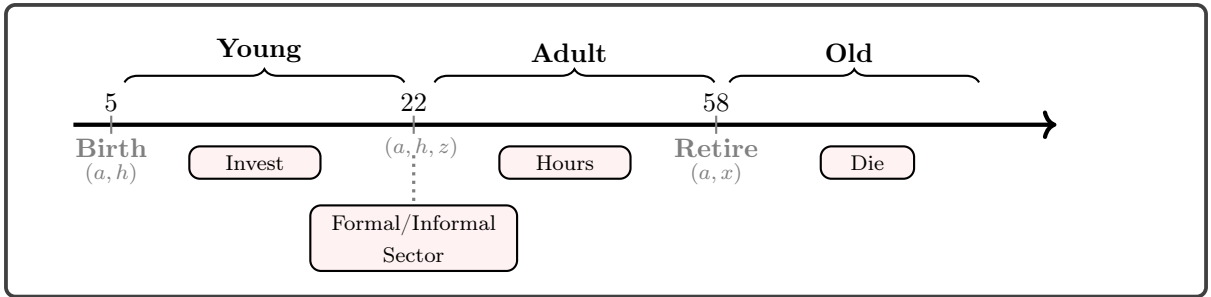 Young Adult Old
5 22 58
Birth (a, h, z) Retire
(a, h) (a, x)
Invest Hours Die
Formal/Informal
Sector